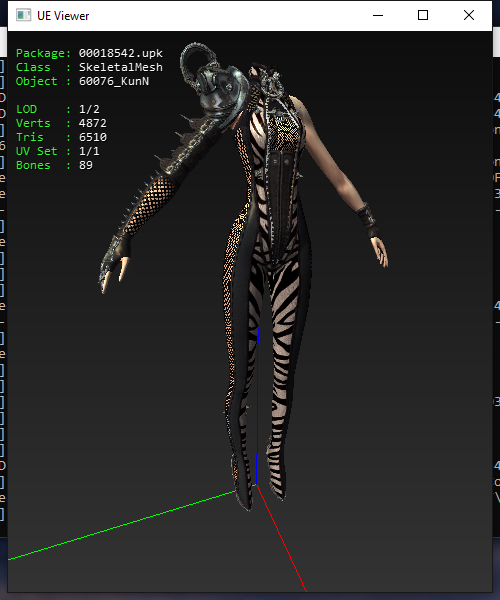 UE Viewer
Package: 00018542.upk
Class  : SkeletalMesh
Object : 60076_KunN
LOD    : 1/2
Verts  : 4872
Tris   : 6510
UV Set : 1/1
Bones  : 89